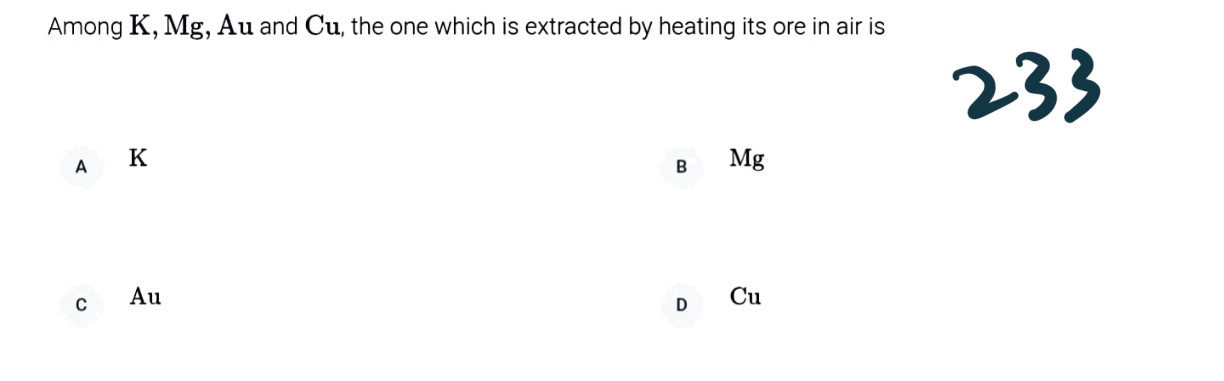 Among K, Mg, Au and Cu, the one which is extracted by heating its ore in air is
233
A K
B Mg
C Au
D Cu